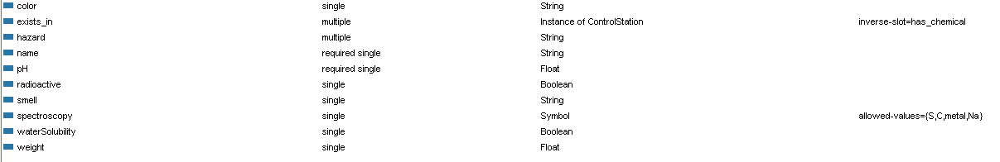 color single String
exists_in multiple Instance of ControlStation inverse-slot=has_chemical
hazard multiple String
name required single String
pH required single Float
radioactive single Boolean
smell single String
spectroscopy single Symbol allowed-values={S,C,metal,Na}
waterSolubility single Boolean
weight single Float